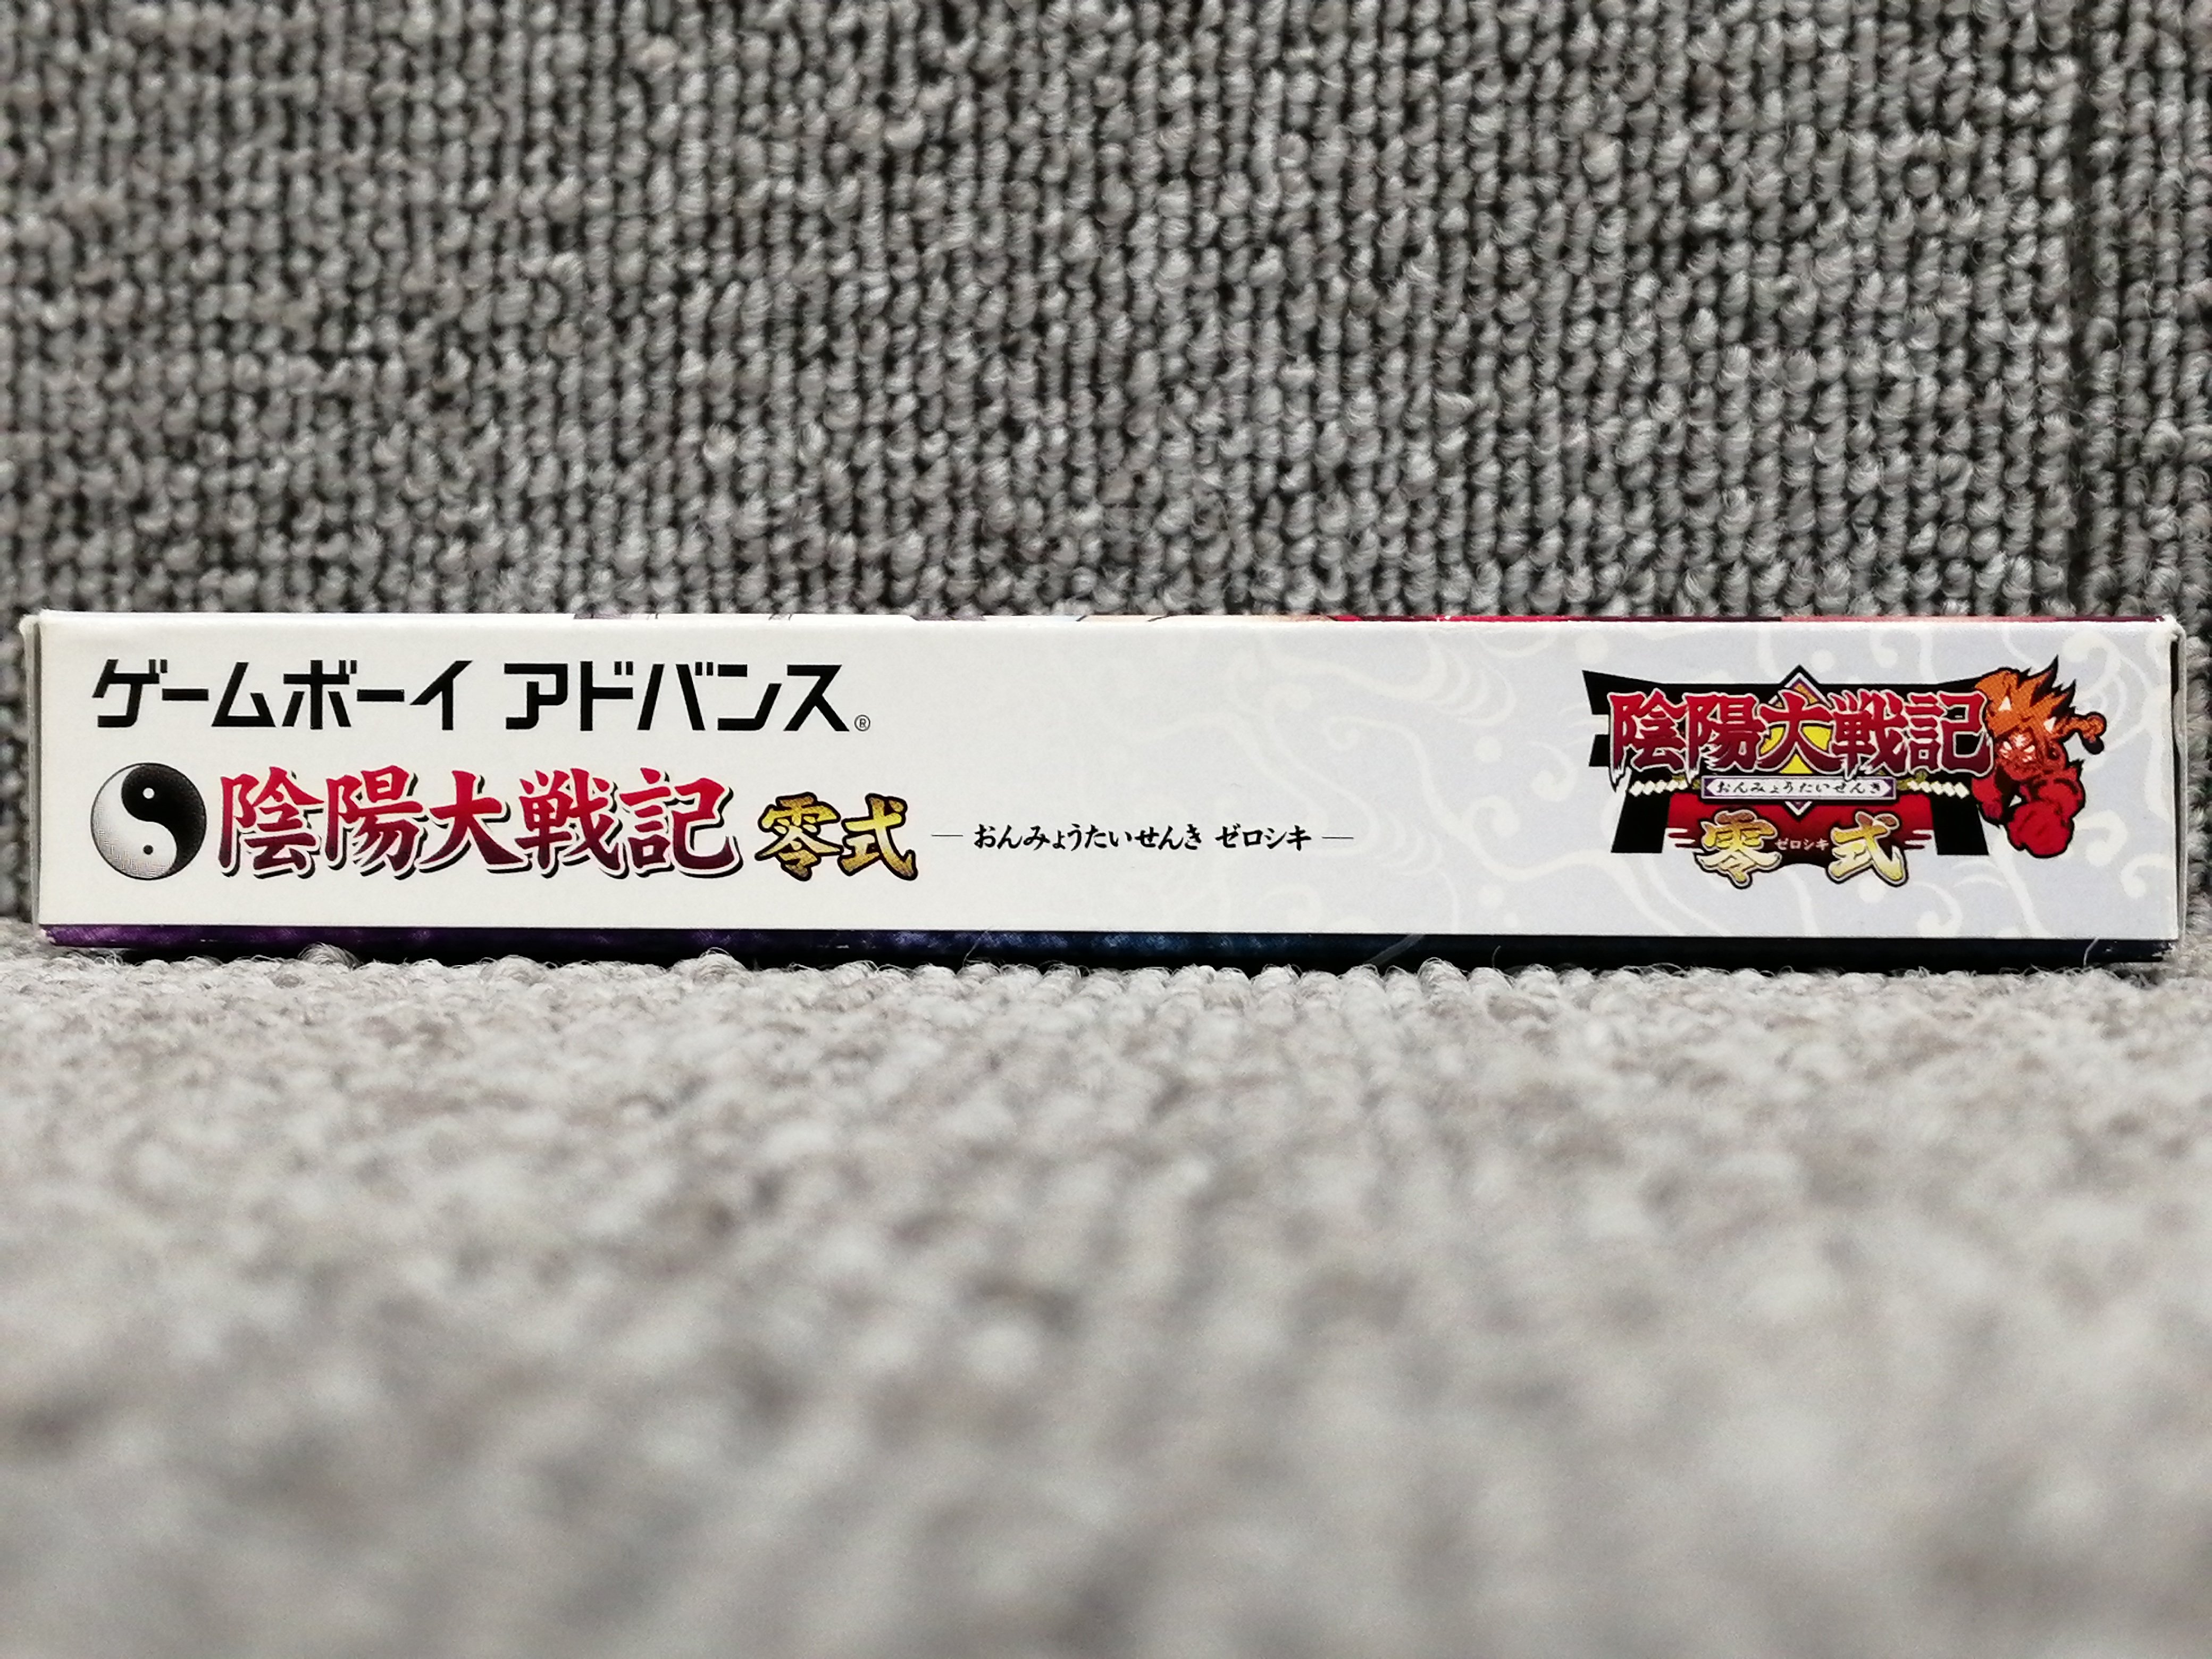 ゲームボーイ アドバンス®
陰陽大戦記 零式 ― おんみょうたいせんき ゼロシキ ―
陰陽大戦記
おんみょうたいせんき
零 ゼロシキ 式